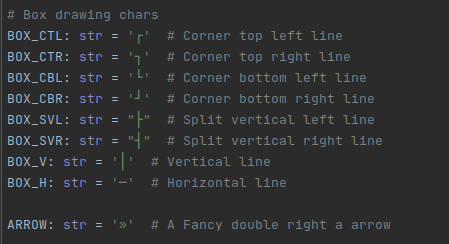 # Box drawing chars
BOX_CTL: str = '┌'  # Corner top left line
BOX_CTR: str = '┐'  # Corner top right line
BOX_CBL: str = '└'  # Corner bottom left line
BOX_CBR: str = '┘'  # Corner bottom right line
BOX_SVL: str = "├"  # Split vertical left line
BOX_SVR: str = "┤"  # Split vertical right line
BOX_V: str = '│'  # Vertical line
BOX_H: str = '─'  # Horizontal line
ARROW: str = '»'  # A Fancy double right a arrow